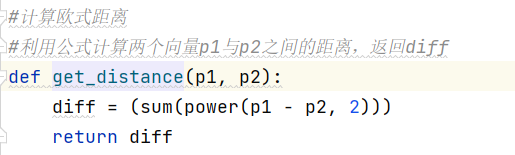 #计算欧式距离
#利用公式计算两个向量p1与p2之间的距离，返回diff
def get_distance(p1, p2):
    diff = (sum(power(p1 - p2, 2)))
    return diff